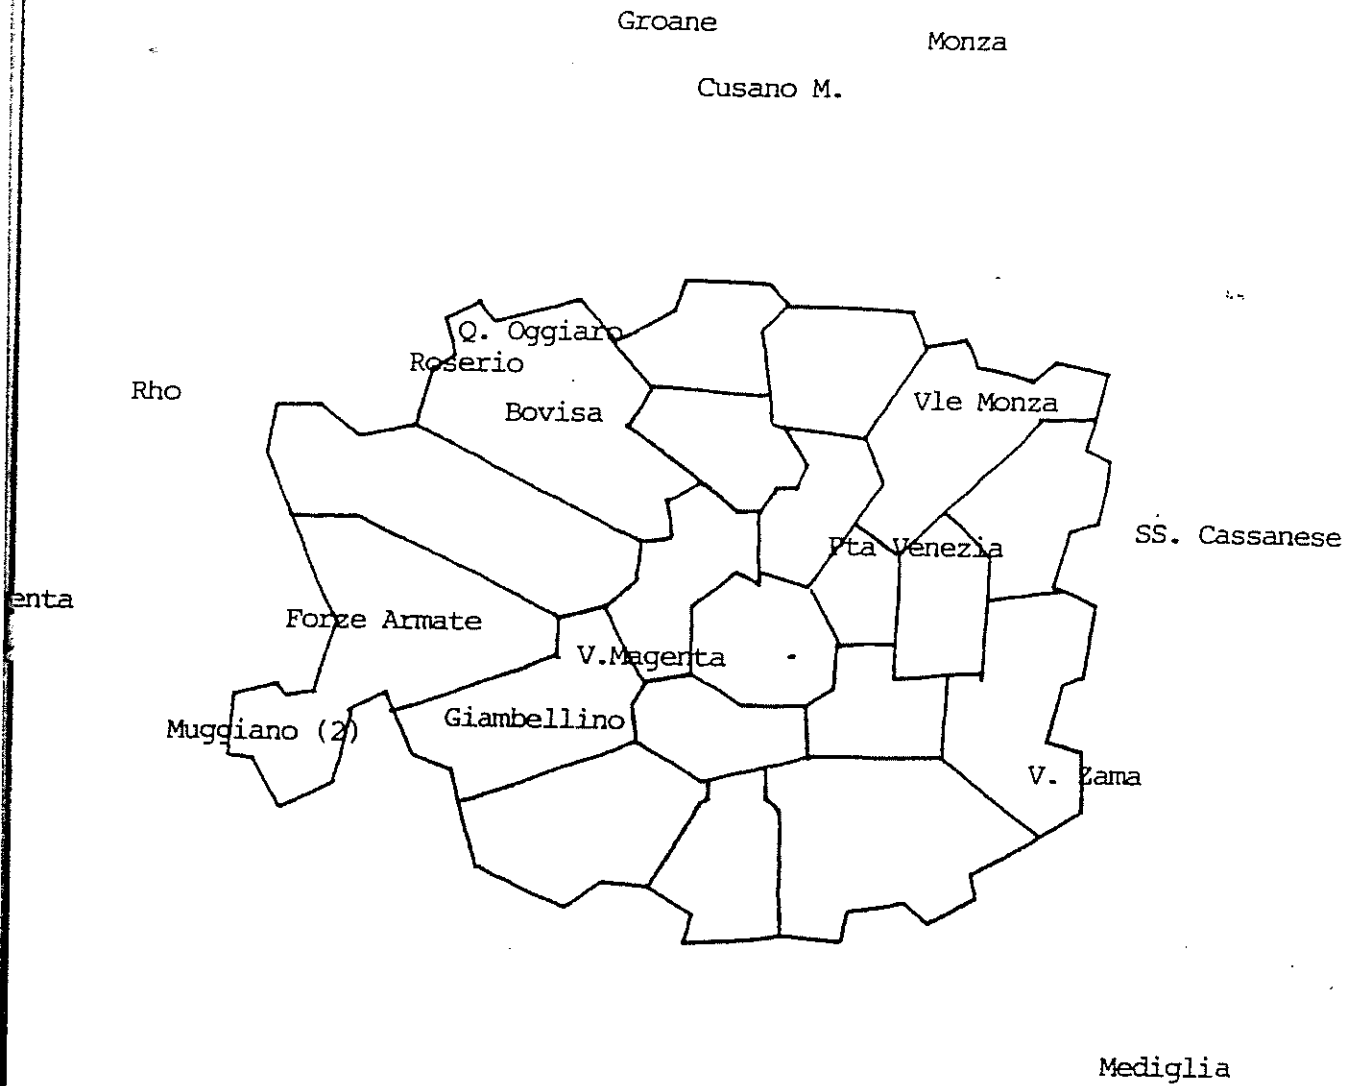 Groane
Monza
Cusano M.
Q. Oggiaro
Roserio
Rho
Bovisa
Vle Monza
SS. Cassanese
Pta Venezia
enta
Forze Armate
V.Magenta
Giambellino
Muggiano (2)
V. Zama
Mediglia